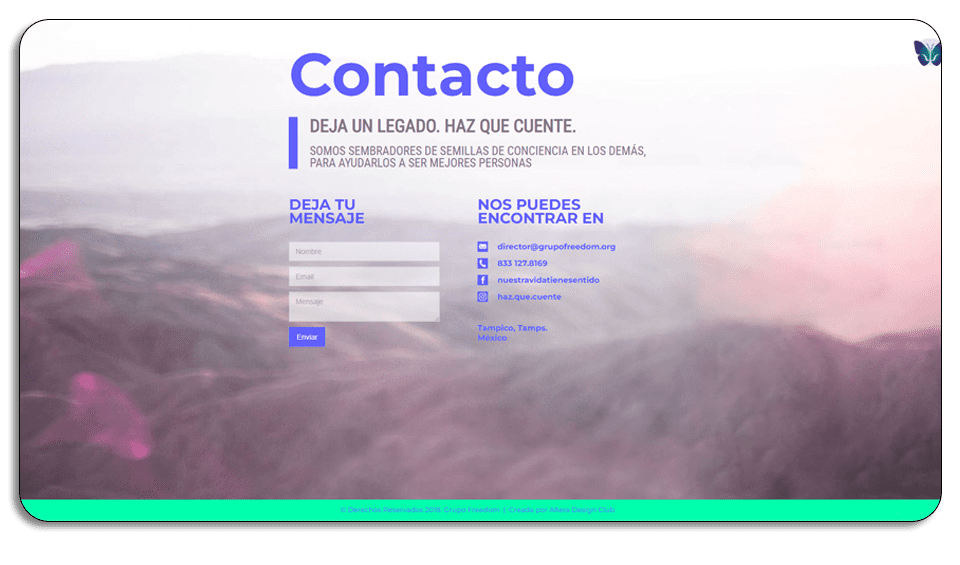 Contacto
DEJA UN LEGADO. HAZ QUE CUENTE.
SOMOS SEMBRADORES DE SEMILLAS DE CONCIENCIA EN LOS DEMÁS,
PARA AYUDARLOS A SER MEJORES PERSONAS
DEJA TU
MENSAJE
Nombre
Email
Mensaje
Enviar
NOS PUEDES
ENCONTRAR EN
director@grupofreedom.org
833 127.8169
nuestravidatienesentido
haz.que.cuente
Tampico, Tamps.
México
© Derechos Reservados 2018. Grupo Freedom | Creada por Design Club